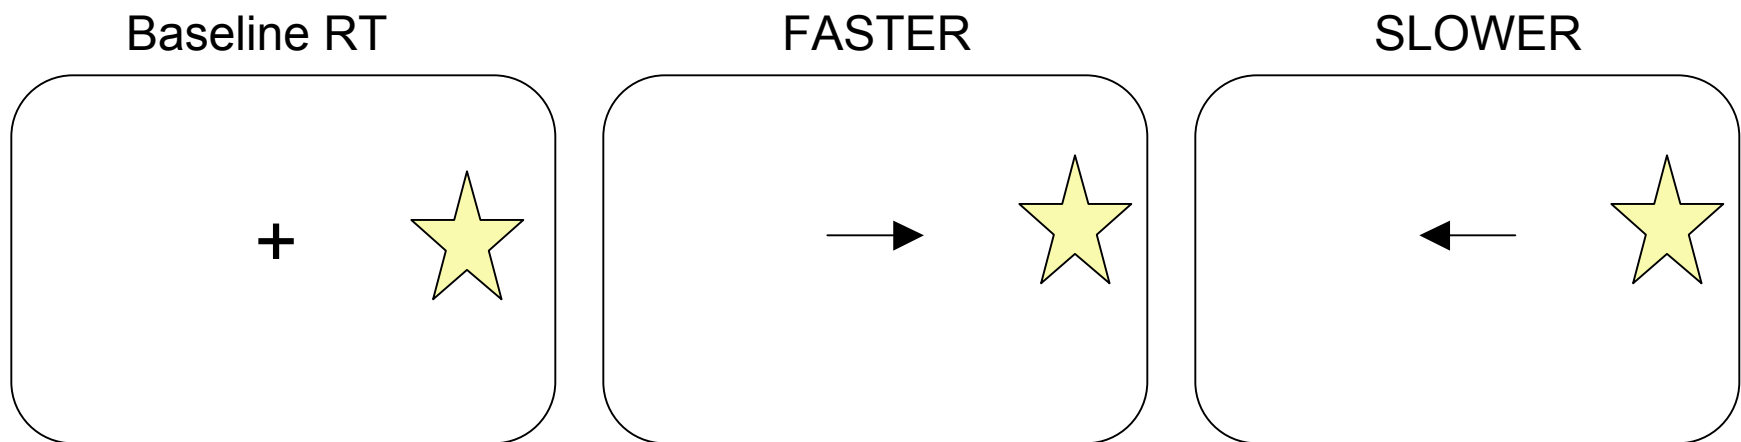 Baseline RT
FASTER
SLOWER
+